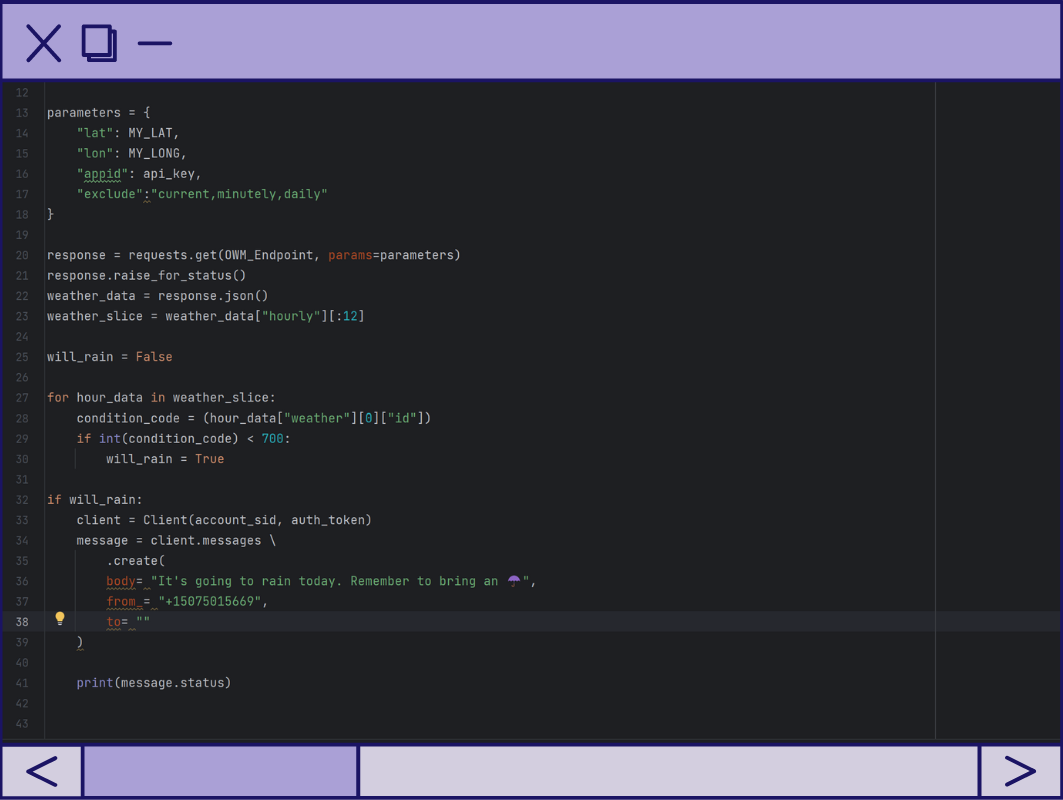 12
13 parameters = {
14     "lat": MY_LAT,
15     "lon": MY_LONG,
16     "appid": api_key,
17     "exclude":"current,minutely,daily"
18 }
19
20 response = requests.get(OWM_Endpoint, params=parameters)
21 response.raise_for_status()
22 weather_data = response.json()
23 weather_slice = weather_data["hourly"][:12]
24
25 will_rain = False
26
27 for hour_data in weather_slice:
28     condition_code = (hour_data["weather"][0]["id"])
29     if int(condition_code) < 700:
30         will_rain = True
31
32 if will_rain:
33     client = Client(account_sid, auth_token)
34     message = client.messages \
35         .create(
36         body= "It's going to rain today. Remember to bring an ☂",
37         from_= "+15075015669",
38         to= ""
39     )
40
41     print(message.status)
42
43